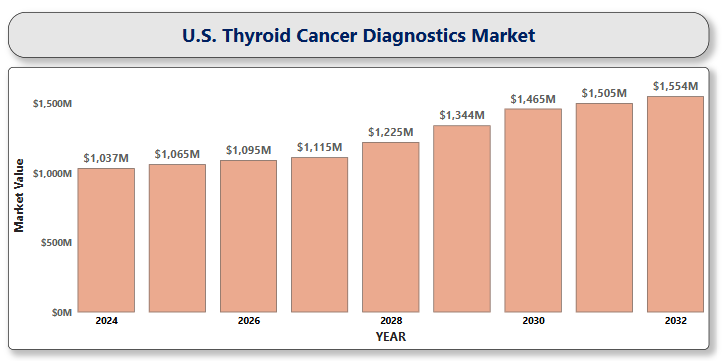 U.S. Thyroid Cancer Diagnostics Market
$1,554M
$1,505M
$1,465M
$1,344M
$1,225M
$1,115M
$1,095M
$1,065M
$1,037M
$1,500M
$1,000M
$500M
$0M
Market Value
2024
2026
2028
2030
2032
YEAR